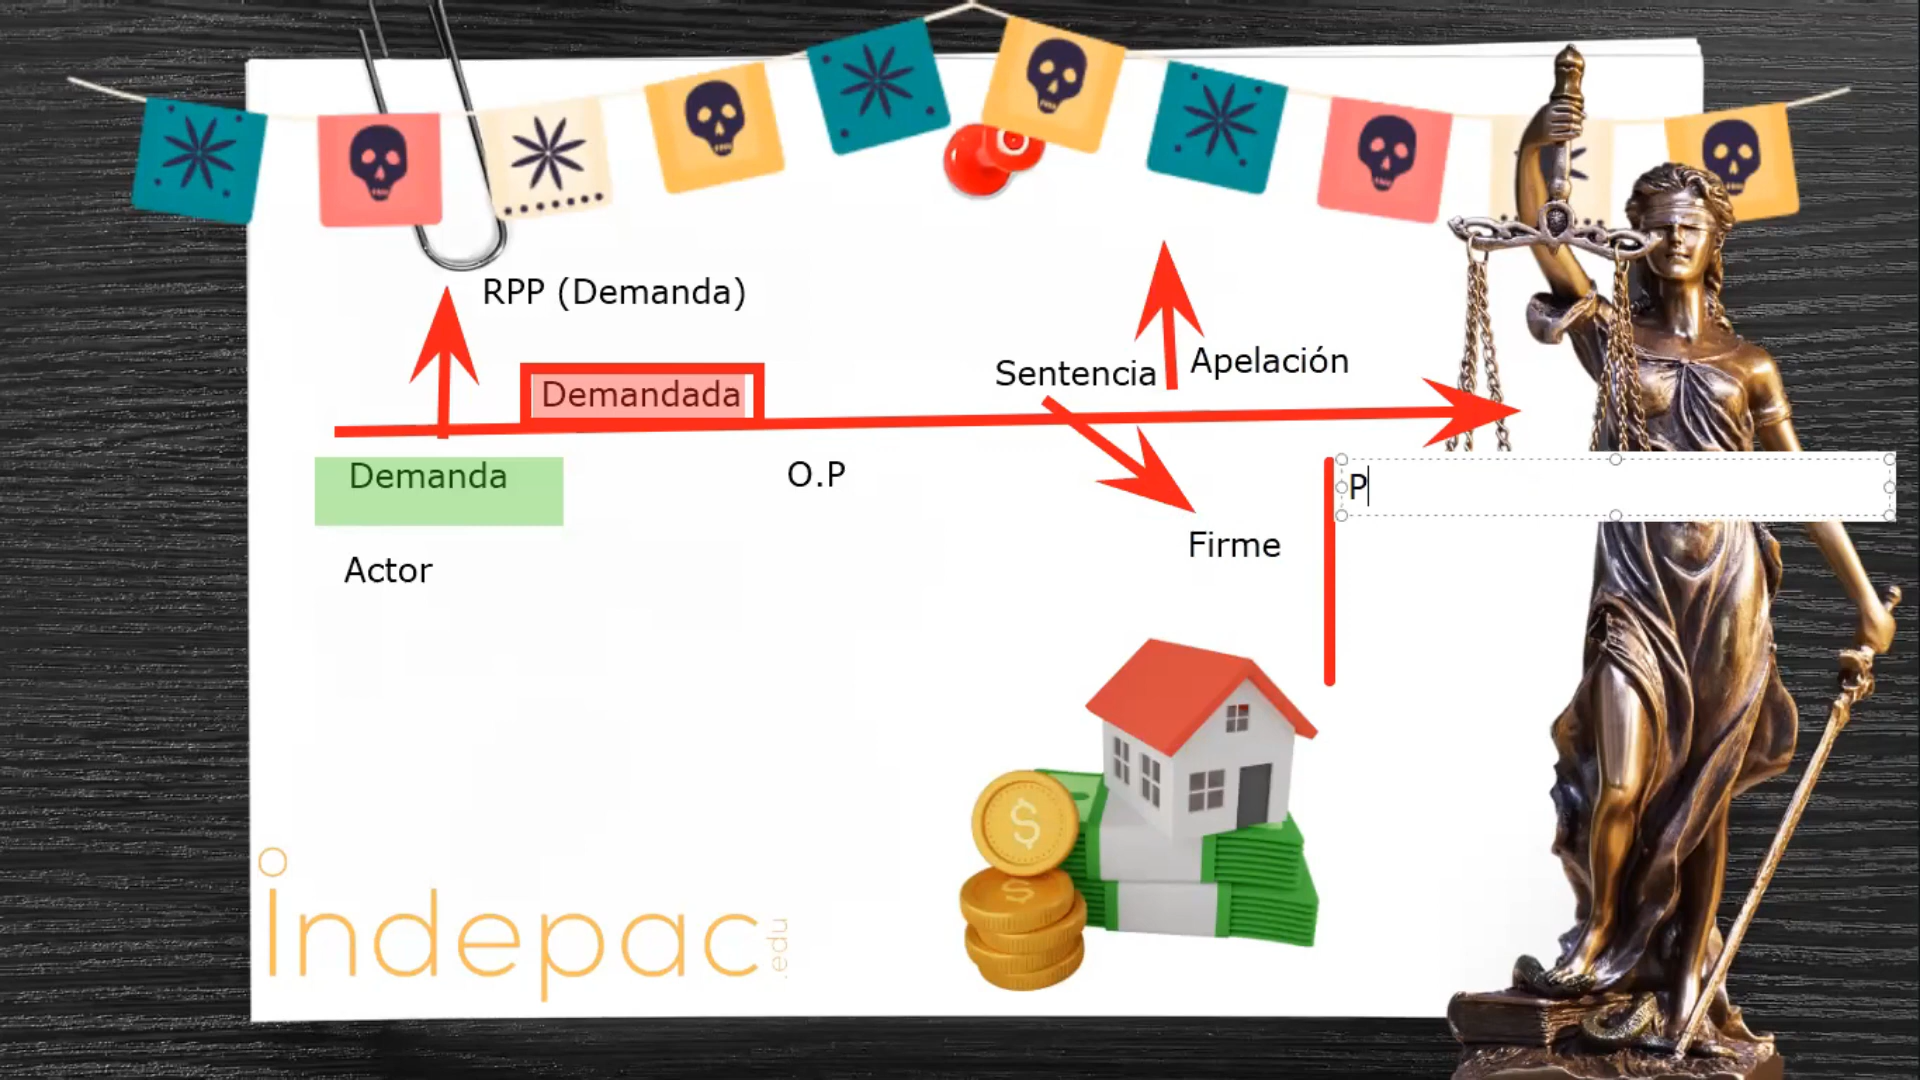 RPP (Demanda)
Sentencia
Apelación
Demandada
Demanda
O.P
P
Firme
Actor
$
$
indepac
.edu